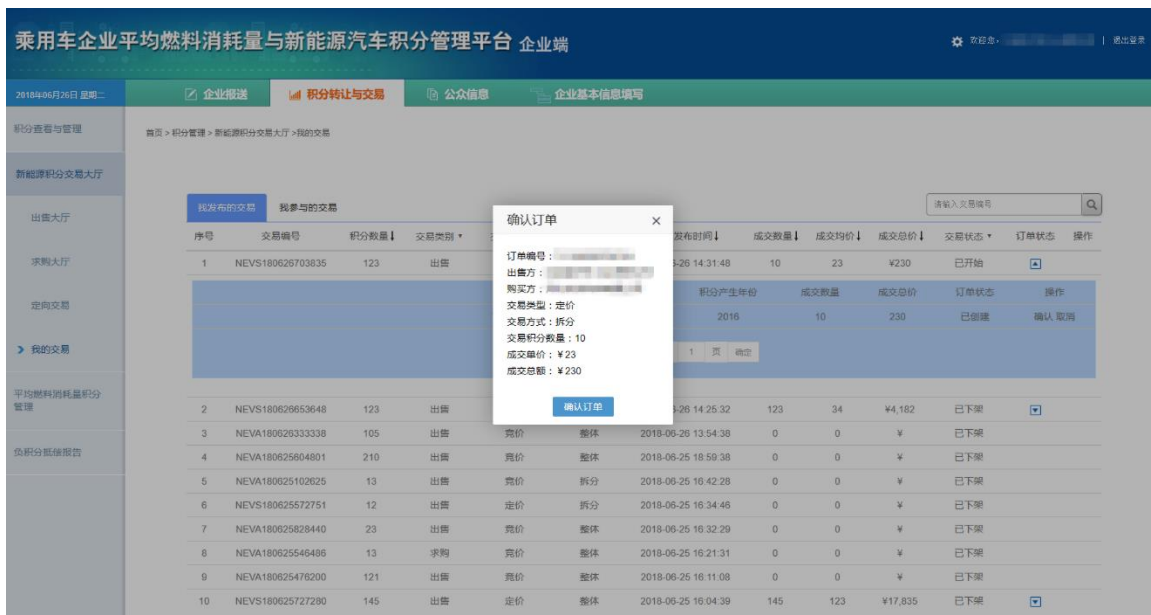 乘用车企业平均燃料消耗量与新能源汽车积分管理平台 企业端
欢迎您, | 退出登录
2018年06月26日 星期二 企业报送 积分转让与交易 公众信息 企业基本信息填写
积分查看与管理
首页 > 积分管理 > 新能源积分交易大厅 >我的交易
新能源积分交易大厅
出售大厅
求购大厅
定向交易
我的交易
平均燃料消耗量积分
管理
负积分抵偿报告
我发布的交易 我参与的交易 请输入交易编号
序号 交易编号 积分数量 交易类别 发布时间 成交数量 成交均价 成交总价 交易状态 订单状态 操作
1 NEVS180626703835 123 出售 6-26 14:31:48 10 23 ¥230 已开始
积分产生年份 成交数量 成交总价 订单状态 操作
2016 10 230 已创建 确认 取消
1 页 确定
确认订单 ×
订单编号:
出售方:
购买方:
交易类型:定价
交易方式:拆分
交易积分数量:10
成交单价:¥23
成交总额:¥230
确认订单
2 NEVS180626653648 123 出售 6-26 14:25:32 123 34 ¥4,182 已下架
3 NEVA180626333338 105 出售 竞价 整体 2018-06-26 13:54:38 0 0 ¥ 已下架
4 NEVA180625604801 210 出售 竞价 整体 2018-06-25 18:59:38 0 0 ¥ 已下架
5 NEVA180625102625 13 出售 竞价 拆分 2018-06-25 16:42:28 0 0 ¥ 已下架
6 NEVS180625572751 12 出售 定价 拆分 2018-06-25 16:34:46 0 0 ¥ 已下架
7 NEVA180625828440 23 出售 竞价 整体 2018-06-25 16:32:29 0 0 ¥ 已下架
8 NEVA180625546486 13 求购 竞价 整体 2018-06-25 16:21:31 0 0 ¥ 已下架
9 NEVA180625476200 121 出售 竞价 整体 2018-06-25 16:11:08 0 0 ¥ 已下架
10 NEVS180625727280 145 出售 定价 整体 2018-06-25 16:04:39 145 123 ¥17,835 已下架